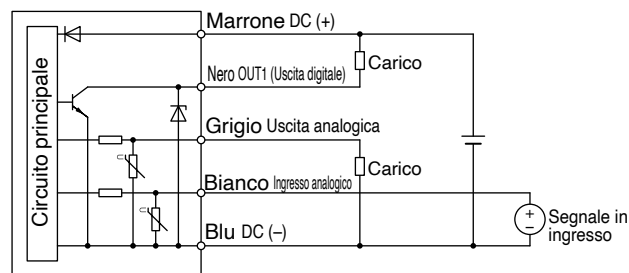 Marrone DC (+)
Carico
Nero OUT1 (Uscita digitale)
Circuito principale
Grigio Uscita analogica
Carico
Bianco Ingresso analogico
+
−
Segnale in
ingresso
Blu DC (−)